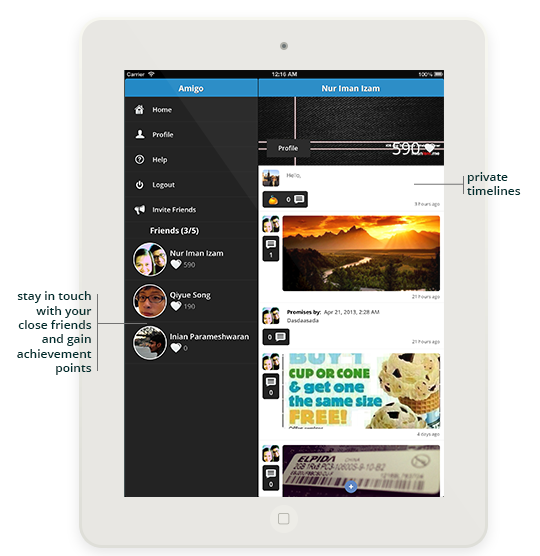 Carrier
12:16 AM
100%
Amigo
Nur Iman Izam
Home
Profile
Help
Logout
Invite Friends
Friends (3/5)
Nur Iman Izam
590
Qiyue Song
190
Inian Parameshwaran
0
Profile
590
Hello,
0
9 hours ago
1
21 hours ago
Promises by: Apr 21, 2013, 2:28 AM
Dasdaasada
0
21 hours ago
BUY 1
CUP OR CONE
& get one
the same size
FREE!
0
4 days ago
ELPIDA
CHINA
0
private
timelines
stay in touch
with your
close friends
and gain
achievement
points